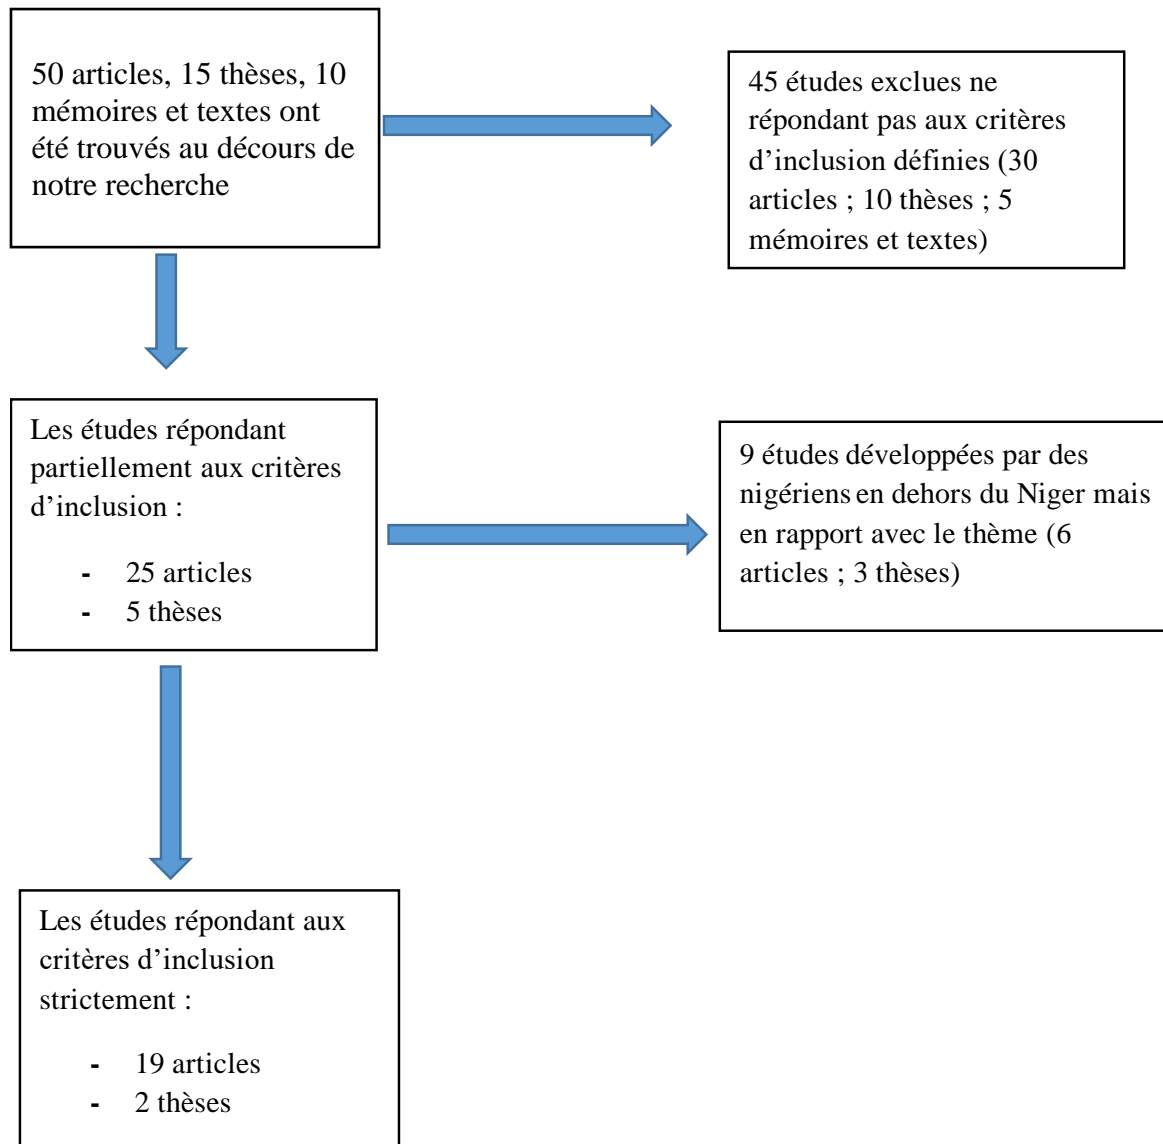 50 articles, 15 thèses, 10
mémoires et textes ont
été trouvés au décours de
notre recherche
45 études exclues ne
répondant pas aux critères
d’inclusion définies (30
articles ; 10 thèses ; 5
mémoires et textes)
Les études répondant
partiellement aux critères
d’inclusion :
- 25 articles
- 5 thèses
9 études développées par des
nigériens en dehors du Niger mais
en rapport avec le thème (6
articles ; 3 thèses)
Les études répondant aux
critères d’inclusion
strictement :
- 19 articles
- 2 thèses